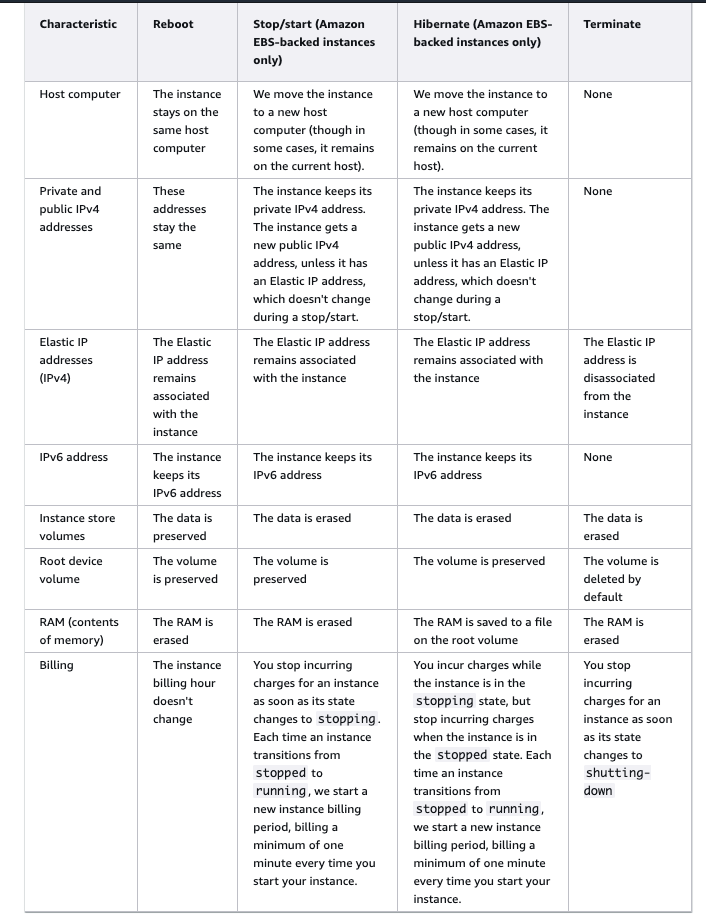 Characteristic
Reboot
Stop/start (Amazon
EBS-backed instances
only)
Hibernate (Amazon EBS-
backed instances only)
Terminate
Host computer
The instance
stays on the
same host
computer
We move the instance
to a new host
computer (though in
some cases, it remains
on the current host).
We move the instance to
a new host computer
(though in some cases, it
remains on the current
host).
None
Private and
public IPv4
addresses
These
addresses
stay the
same
The instance keeps its
private IPv4 address.
The instance gets a
new public IPv4
address, unless it has
an Elastic IP address,
which doesn't change
during a stop/start.
The instance keeps its
private IPv4 address. The
instance gets a new
public IPv4 address,
unless it has an Elastic IP
address, which doesn't
change during a
stop/start.
None
Elastic IP
addresses
(IPv4)
The Elastic
IP address
remains
associated
with the
instance
The Elastic IP address
remains associated
with the instance
The Elastic IP address
remains associated with
the instance
The Elastic IP
address is
disassociated
from the
instance
IPv6 address
The instance
keeps its
IPv6 address
The instance keeps its
IPv6 address
The instance keeps its
IPv6 address
None
Instance store
volumes
The data is
preserved
The data is erased
The data is erased
The data is
erased
Root device
volume
The volume
is preserved
The volume is
preserved
The volume is preserved
The volume is
deleted by
default
RAM (contents
of memory)
The RAM is
erased
The RAM is erased
The RAM is saved to a file
on the root volume
The RAM is
erased
Billing
The instance
billing hour
doesn't
change
You stop incurring
charges for an instance
as soon as its state
changes to stopping.
Each time an instance
transitions from
stopped to
running, we start a
new instance billing
period, billing a
minimum of one
minute every time you
start your instance.
You incur charges while
the instance is in the
stopping state, but
stop incurring charges
when the instance is in
the stopped state. Each
time an instance
transitions from
stopped to running,
we start a new instance
billing period, billing a
minimum of one minute
every time you start your
instance.
You stop
incurring
charges for an
instance as soon
as its state
changes to
shutting-
down